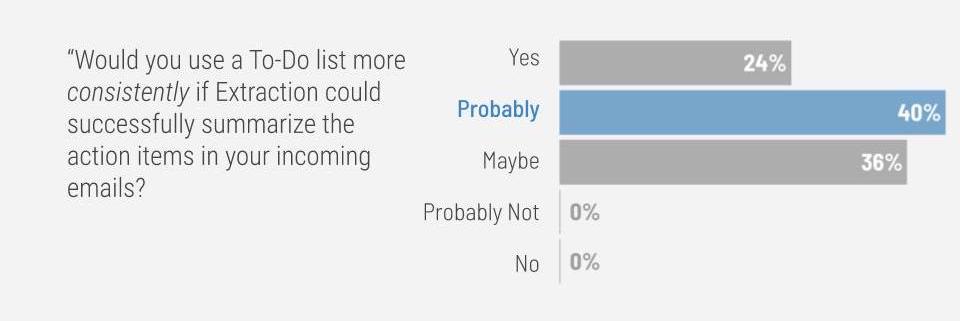 “Would you use a To-Do list more
consistently if Extraction could
successfully summarize the
action items in your incoming
emails?
Yes 24%
Probably 40%
Maybe 36%
Probably Not 0%
No 0%